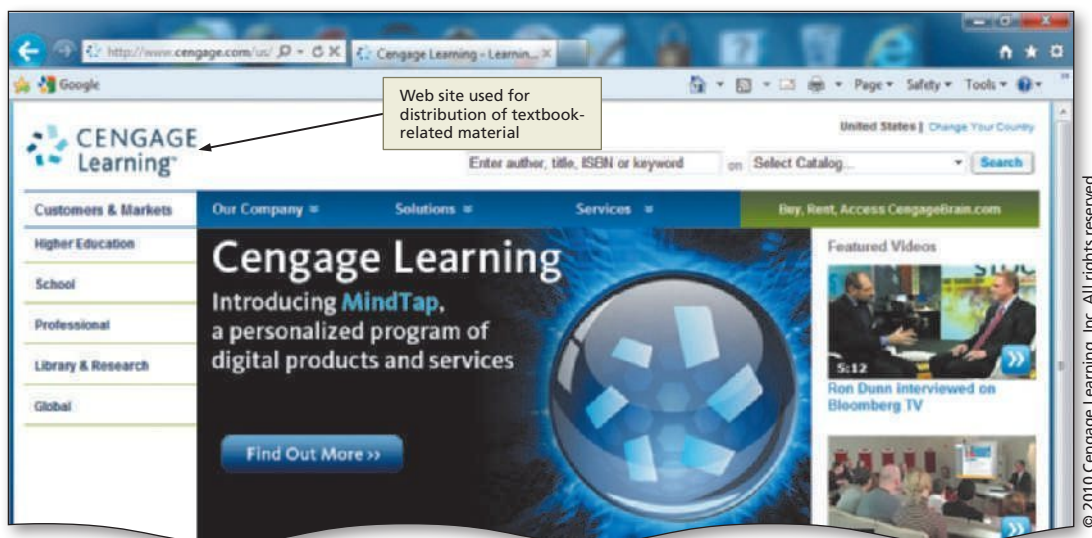 http://www.cengage.com/us/
Cengage Learning - Learnin...
Google
Page
Safety
Tools
Web site used for
distribution of textbook-
related material
CENGAGE
Learning™
United States | Change Your Country
Enter author, title, ISBN or keyword
on
Select Catalog...
Search
Customers & Markets
Our Company
Solutions
Services
Buy, Rent, Access CengageBrain.com
Higher Education
School
Professional
Library & Research
Global
Cengage Learning
Introducing MindTap,
a personalized program of
digital products and services
Find Out More >>
Featured Videos
5:12
Ron Dunn Interviewed on
Bloomberg TV
© 2010 Cengage Learning, Inc. All rights reserved.